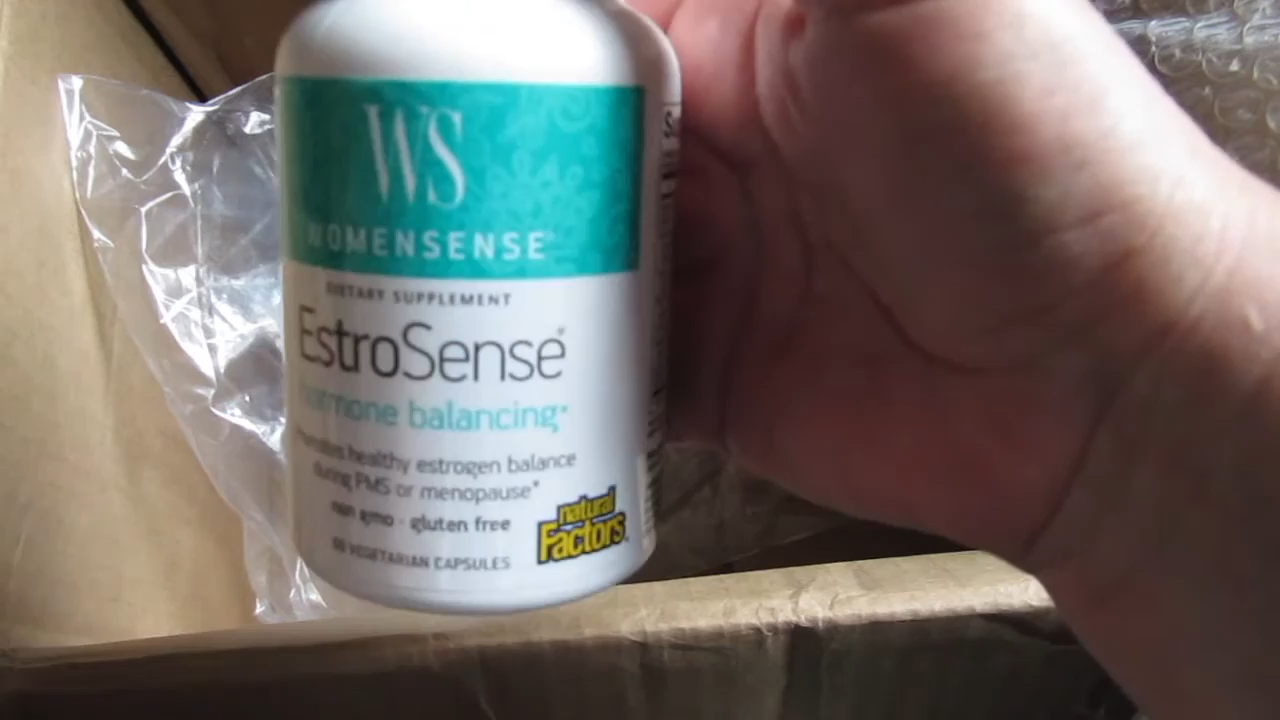 WS
WOMENSENSE®
DIETARY SUPPLEMENT
EstroSense®
hormone balancing*
Promotes healthy estrogen balance
during PMS or menopause*
non gmo · gluten free
VEGETARIAN CAPSULES
natural
Factors